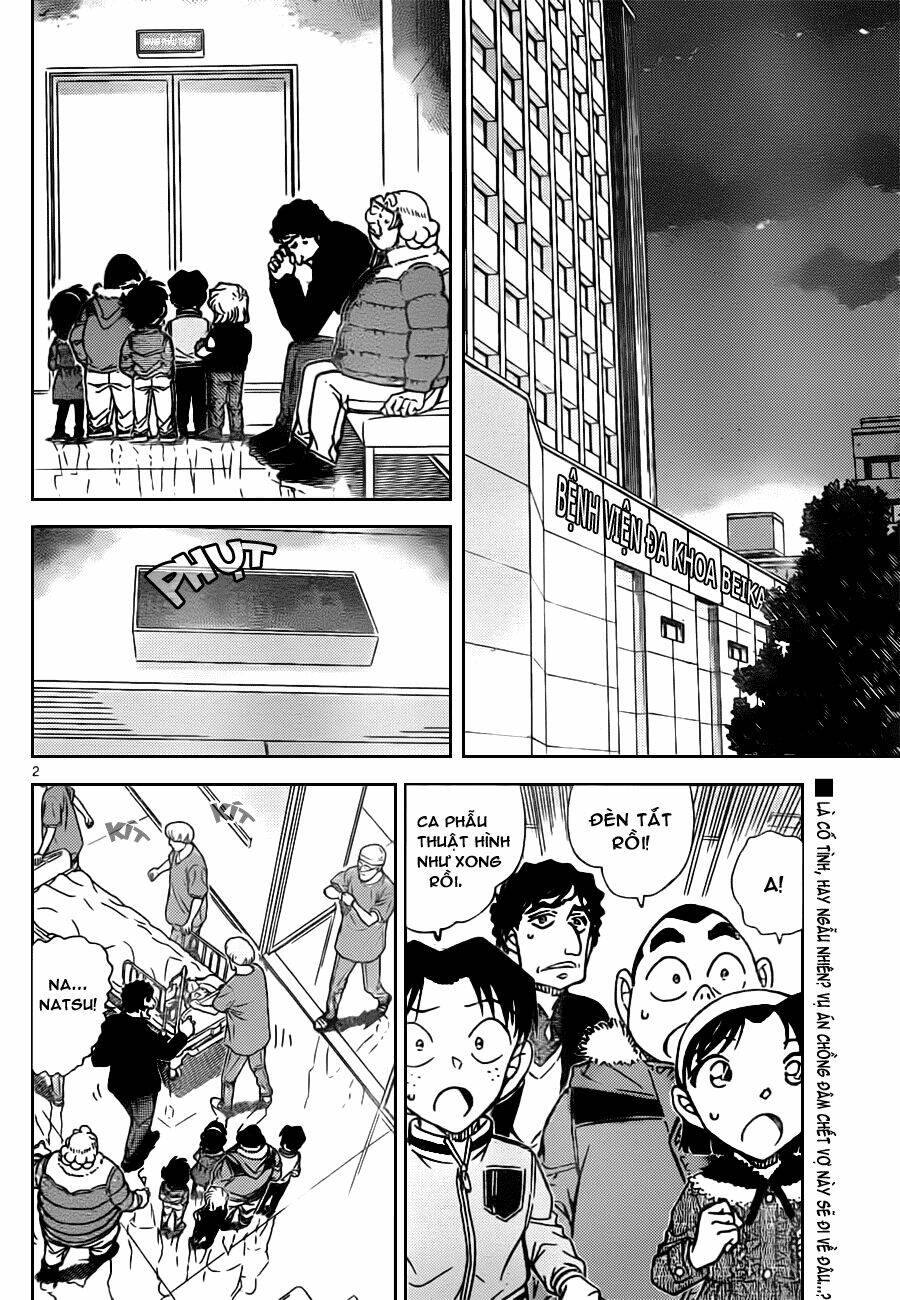 BỆNH VIỆN ĐA KHOA BEIKA
PHỤT
2
A!
ĐÈN TẮT
RỒI!
CA PHẪU
THUẬT HÌNH
NHƯ XONG
RỒI.
KÍT
KÍT
NA...
NATSU!
LÀ CỐ TÌNH, HAY NGẪU NHIÊN? VỤ ÁN CHỒNG ĐÂM CHẾT VỢ NÀY SẼ ĐI VỀ ĐÂU...?